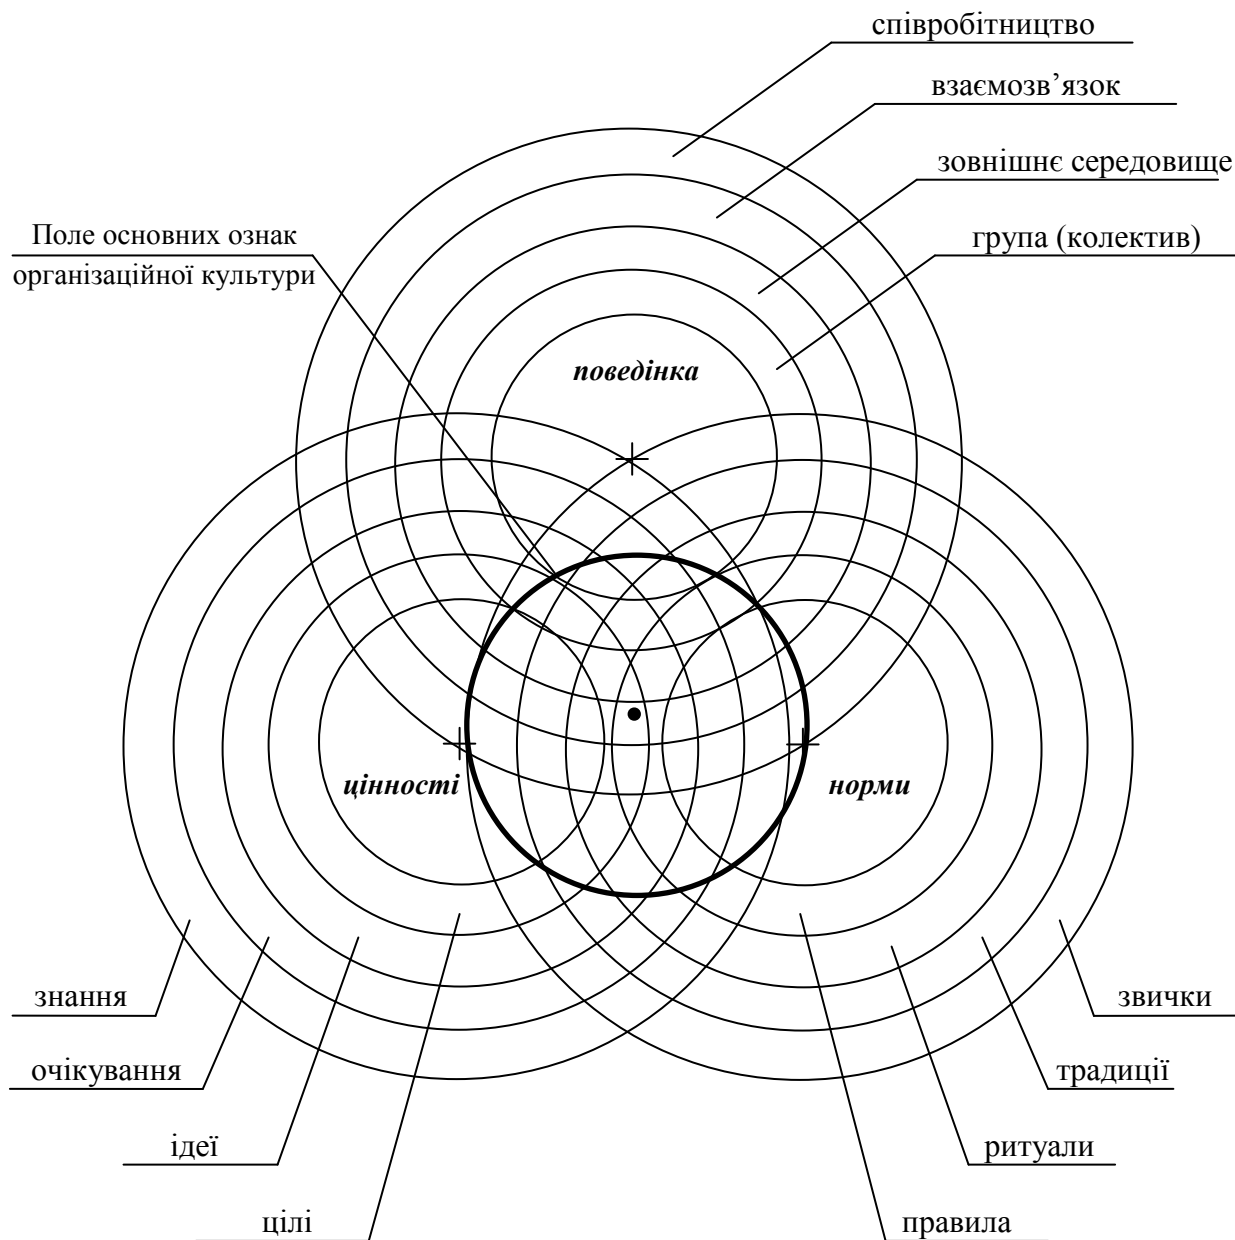 співробітництво
взаємозв’язок
зовнішнє середовище
група (колектив)
Поле основних ознак
організаційної культури
поведінка
цінності
норми
знання
очікування
ідеї
цілі
звички
традиції
ритуали
правила